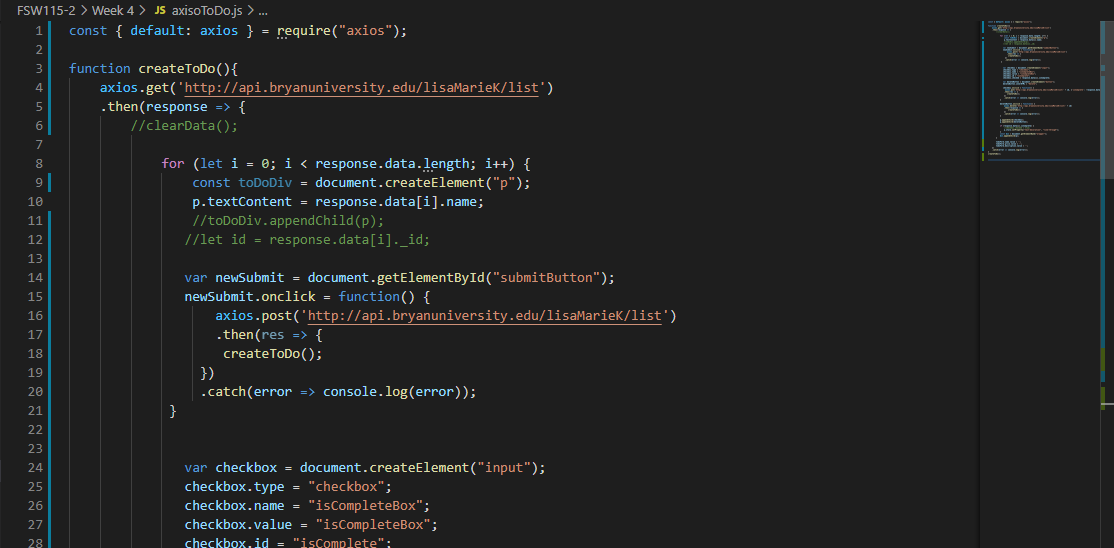 FSW115-2 > Week 4 > JS axisoToDo.js > ...
1 const { default: axios } = require("axios");
2
3 function createToDo(){
4 axios.get('http://api.bryanuniversity.edu/lisaMarieK/list')
5 .then(response => {
6 //clearData();
7
8 for (let i = 0; i < response.data.length; i++) {
9 const toDoDiv = document.createElement("p");
10 p.textContent = response.data[i].name;
11 //toDoDiv.appendChild(p);
12 //let id = response.data[i]._id;
13
14 var newSubmit = document.getElementById("submitButton");
15 newSubmit.onclick = function() {
16 axios.post('http://api.bryanuniversity.edu/lisaMarieK/list')
17 .then(res => {
18 createToDo();
19 })
20 .catch(error => console.log(error));
21 }
22
23
24 var checkbox = document.createElement("input");
25 checkbox.type = "checkbox";
26 checkbox.name = "isCompleteBox";
27 checkbox.value = "isCompleteBox";
28 checkbox.id = "isComplete";